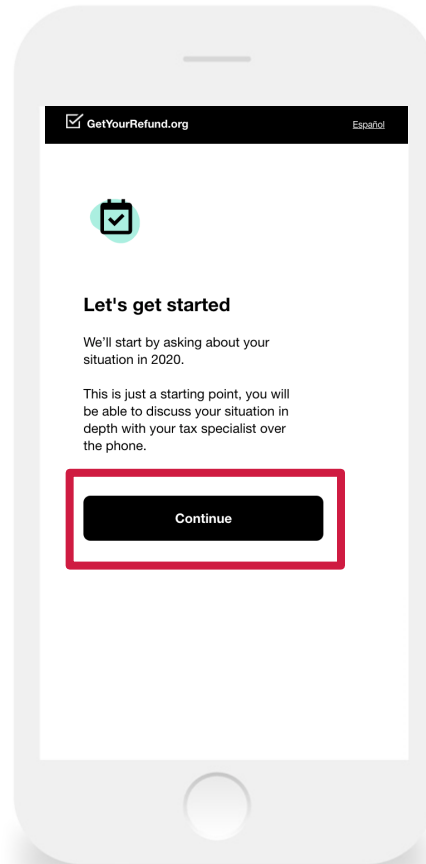 GetYourRefund.org
Español
Let's get started
We'll start by asking about your
situation in 2020.
This is just a starting point, you will
be able to discuss your situation in
depth with your tax specialist over
the phone.
Continue